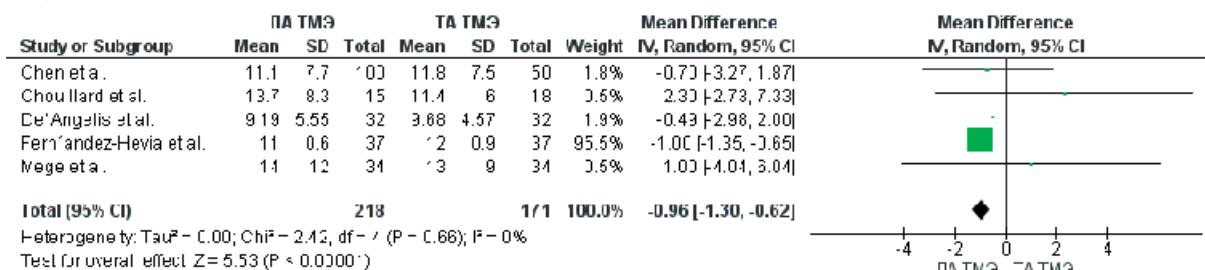 ЛА ТМЭ ТА ТМЭ Mean Difference Mean Difference
Study or Subgroup Mean SD Total Mean SD Total Weight IV, Random, 95% CI IV, Random, 95% CI
Chen et al. 11.1 7.7 100 11.8 7.5 50 1.8% -0.70 [-3.27, 1.87]
Chouillard et al. 13.7 8.3 15 11.4 6 18 0.5% 2.30 [-2.73, 7.33]
De'Angelis et al. 9.19 5.55 32 9.68 4.57 32 1.9% -0.49 [-2.98, 2.00]
Fern´andez-Hevia et al. 11 0.6 37 12 0.9 37 95.5% -1.00 [-1.35, -0.65]
Mege et al. 14 12 34 13 9 34 0.5% 1.00 [-4.04, 6.04]
Total (95% CI) 218 171 100.0% -0.96 [-1.30, -0.62]
Heterogeneity: Tau² = 0.00; Chi² = 2.42, df = 4 (P = 0.66); I² = 0%
Test for overall effect: Z = 5.53 (P < 0.00001)
-4 -2 0 2 4
ЛА ТМЭ ТА ТМЭ